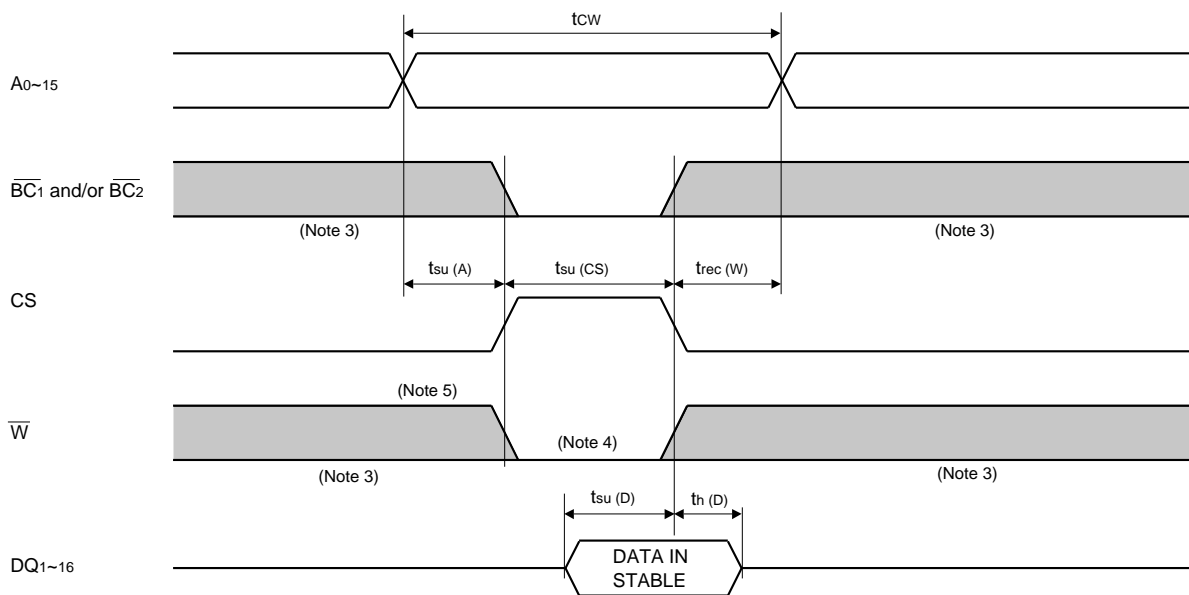 tCW
A0~15
BC1 and/or BC2
(Note 3) (Note 3)
tsu (A) tsu (CS) trec (W)
CS
(Note 5)
W
(Note 4)
(Note 3) (Note 3)
tsu (D) th (D)
DQ1~16
DATA IN
STABLE